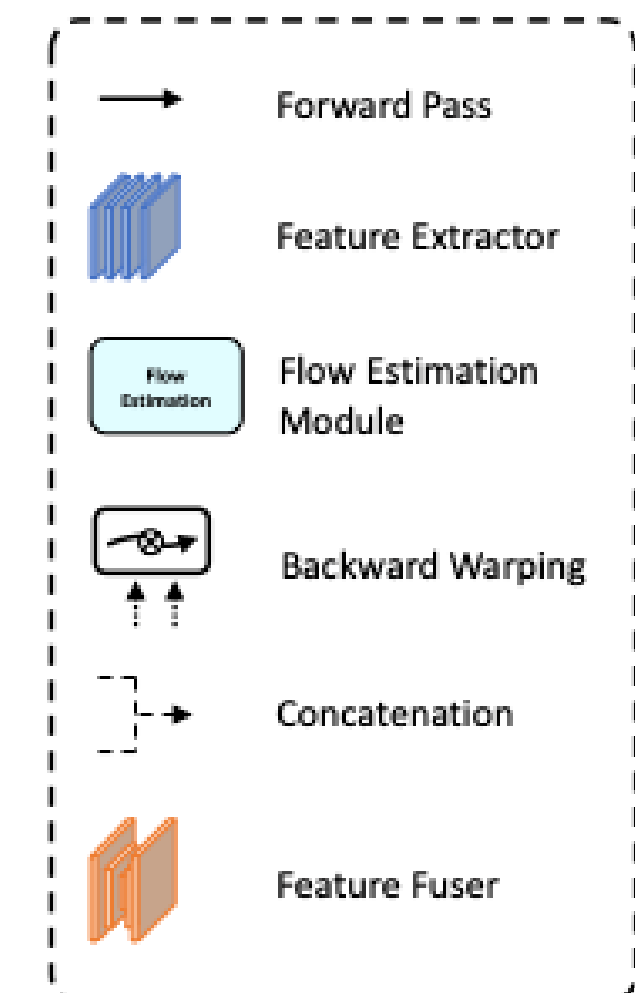 Forward Pass
Feature Extractor
Flow
Estimation
Flow Estimation
Module
Backward Warping
Concatenation
Feature Fuser